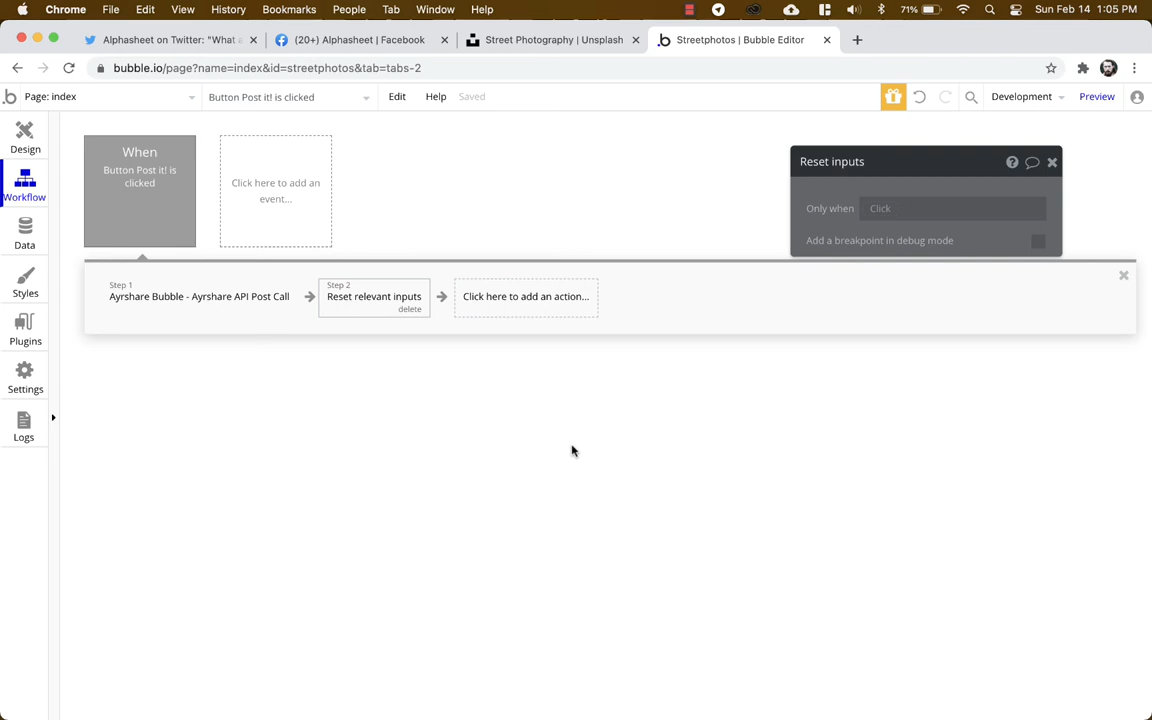 Chrome File Edit View History Bookmarks People Tab Window Help 71% Sun Feb 14 1:05 PM
Alphasheet on Twitter: "What a (20+) Alphasheet | Facebook Street Photography | Unsplash Streetphotos | Bubble Editor
bubble.io/page?name=index&id=streetphotos&tab=tabs-2
Page: index Button Post it! is clicked Edit Help Saved Development Preview
Design
Workflow
Data
Styles
Plugins
Settings
Logs
When
Button Post it! is
clicked
Click here to add an
event...
Reset inputs
Only when Click
Add a breakpoint in debug mode
Step 1
Ayrshare Bubble - Ayrshare API Post Call
Step 2
Reset relevant inputs
delete
Click here to add an action...